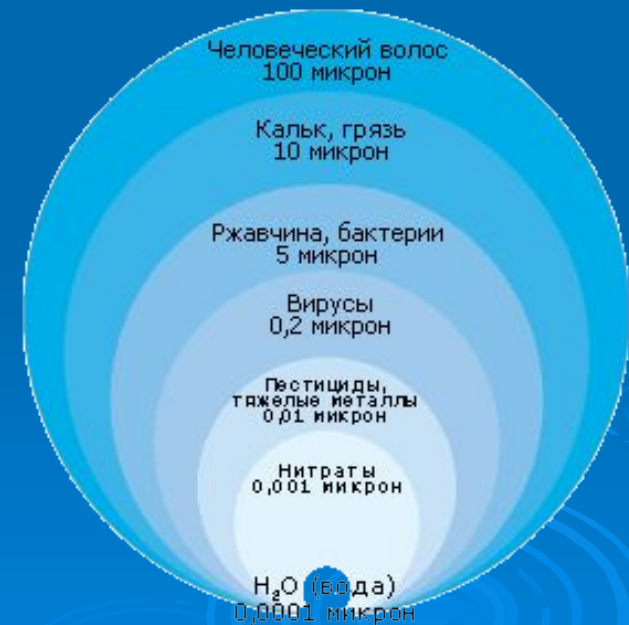 Человеческий волос
100 микрон
Кальк, грязь
10 микрон
Ржавчина, бактерии
5 микрон
Вирусы
0,2 микрон
Пестициды,
тяжелые металлы
0,01 микрон
Нитраты
0,001 микрон
H₂O (вода)
0,0001 микрон